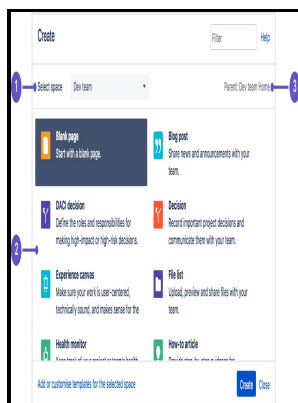 Create
Filter
Help
1
Select space
Dev team
Parent: Dev team Home
3
Blank page
Start with a blank page.
Blog post
Share news and announcements with your
team.
DACI decision
Define the roles and responsibilities for
making high-impact or high-risk decisions.
Decision
Record important project decisions and
communicate them with your team.
2
Experience canvas
Make sure your work is user-centered,
technically sound, and makes sense for the
File list
Upload, preview and share files with your
team.
Health monitor
How-to article
Add or customise templates for the selected space
Create
Close